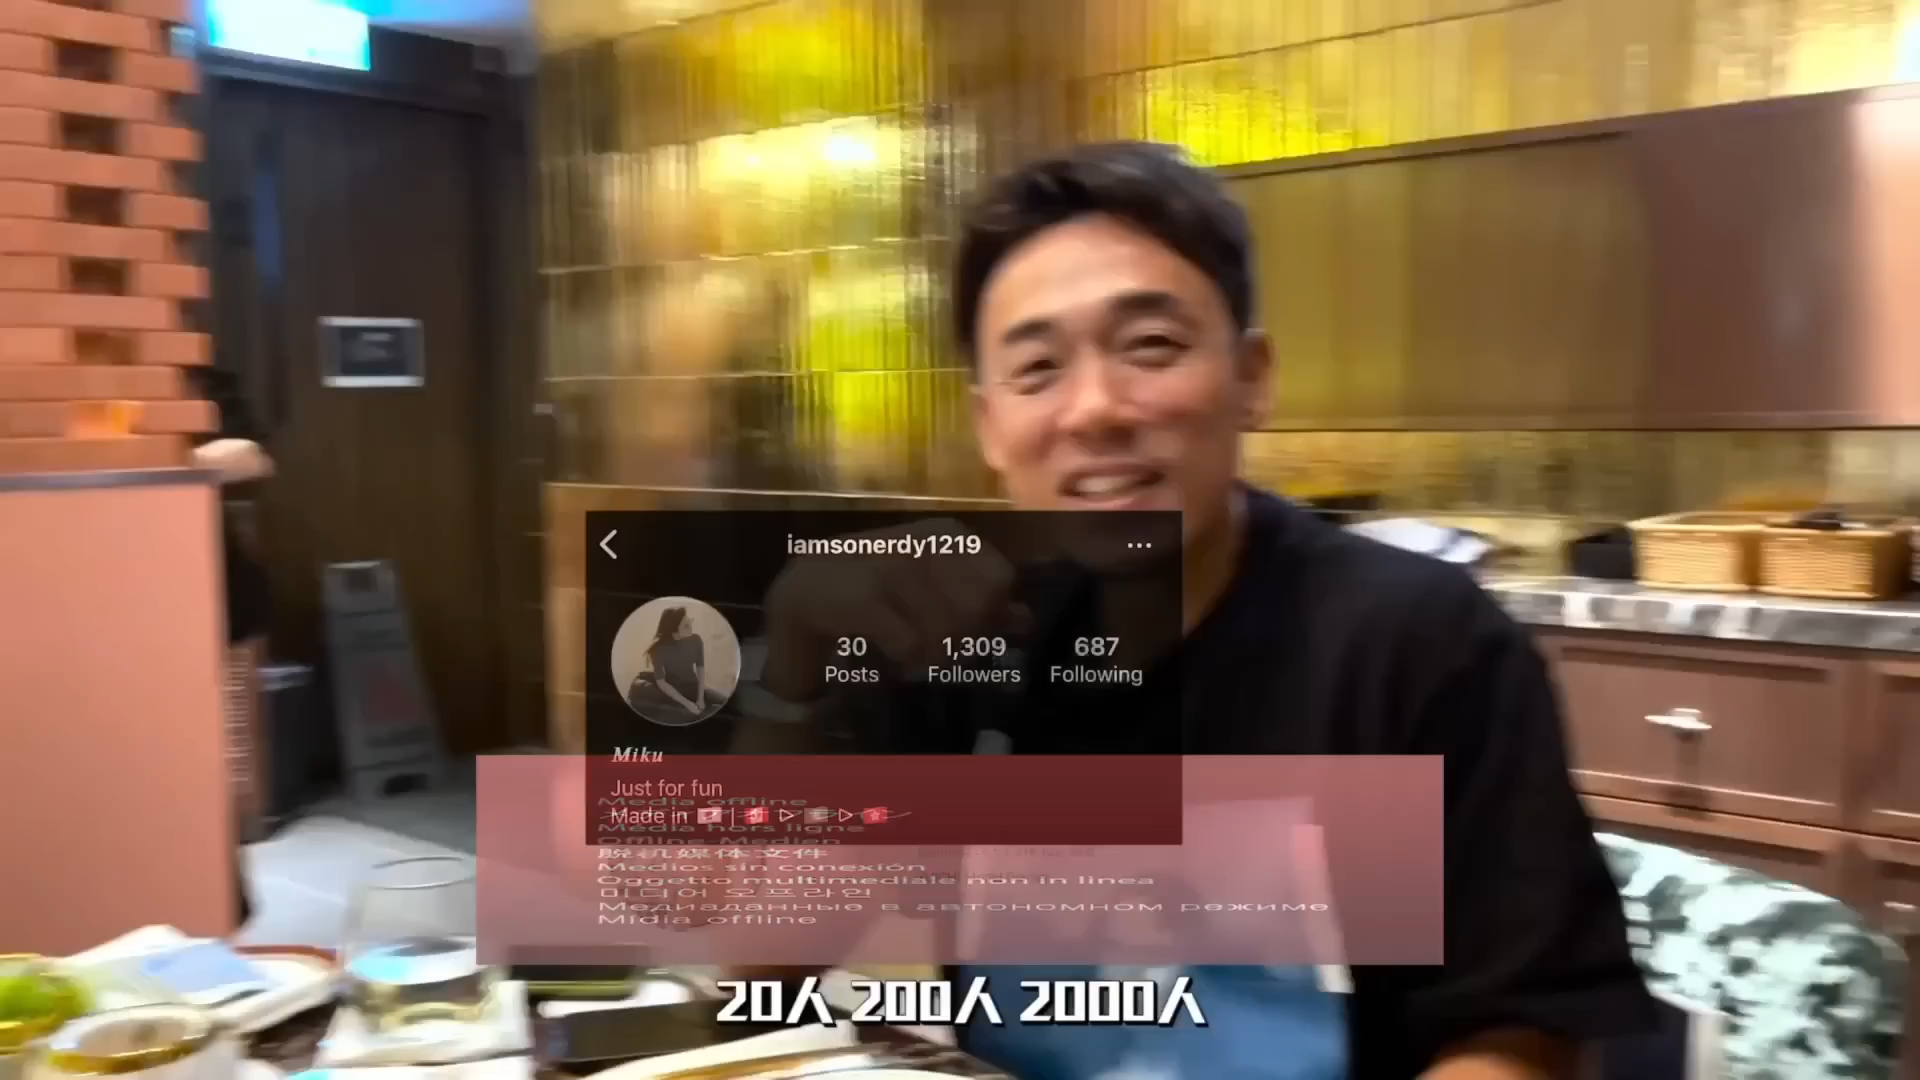 iamsonerdy1219
30 1,309 687
Posts Followers Following
Miku
Just for fun
Media offline
Made in
Média hors ligne
Offline-Medien
脱机媒体文件
Medios sin conexión
Oggetto multimediale non in linea
미디어 오프라인
Медиаданные в автономном режиме
Mídia offline
20人 200人 2000人